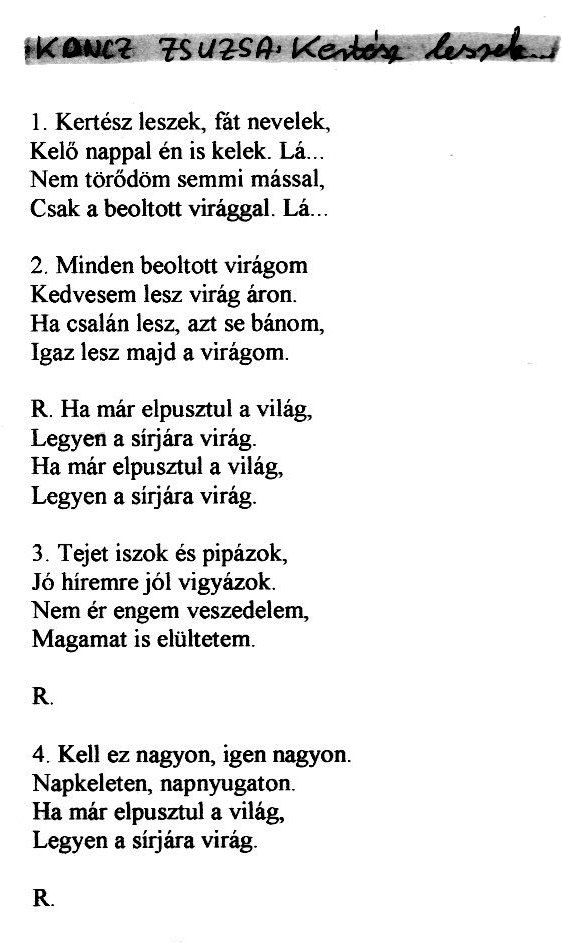 KONCZ ZSUZSA: Kertész leszek...
1. Kertész leszek, fát nevelek,
Kelő nappal én is kelek. Lá...
Nem törődöm semmi mással,
Csak a beoltott virággal. Lá...
2. Minden beoltott virágom
Kedvesem lesz virág áron.
Ha csalán lesz, azt se bánom,
Igaz lesz majd a virágom.
R. Ha már elpusztul a világ,
Legyen a sírjára virág.
Ha már elpusztul a világ,
Legyen a sírjára virág.
3. Tejet iszok és pipázok,
Jó híremre jól vigyázok.
Nem ér engem veszedelem,
Magamat is elültetem.
R.
4. Kell ez nagyon, igen nagyon.
Napkeleten, napnyugaton.
Ha már elpusztul a világ,
Legyen a sírjára virág.
R.